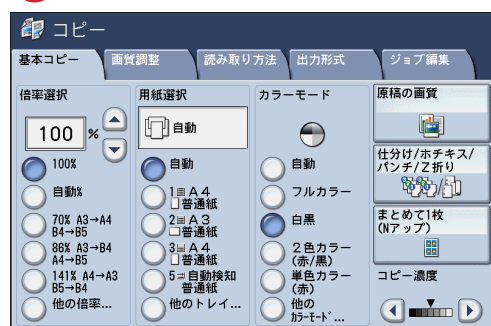 コピー
基本コピー
画質調整
読み取り方法
出力形式
ジョブ編集
倍率選択
100 %
100%
自動%
70% A3→A4
B4→B5
86% A3→B4
A4→B5
141% A4→A3
B5→B4
他の倍率...
用紙選択
自動
自動
1 A4
普通紙
2 A3
普通紙
3 A4
普通紙
5 自動検知
普通紙
他のトレイ...
カラーモード
自動
フルカラー
白黒
2色カラー
(赤/黒)
単色カラー
(赤)
他の
ｶﾗｰﾓｰﾄﾞ...
原稿の画質
仕分け/ホチキス/
パンチ/Z折り
まとめて1枚
(Nアップ)
コピー濃度